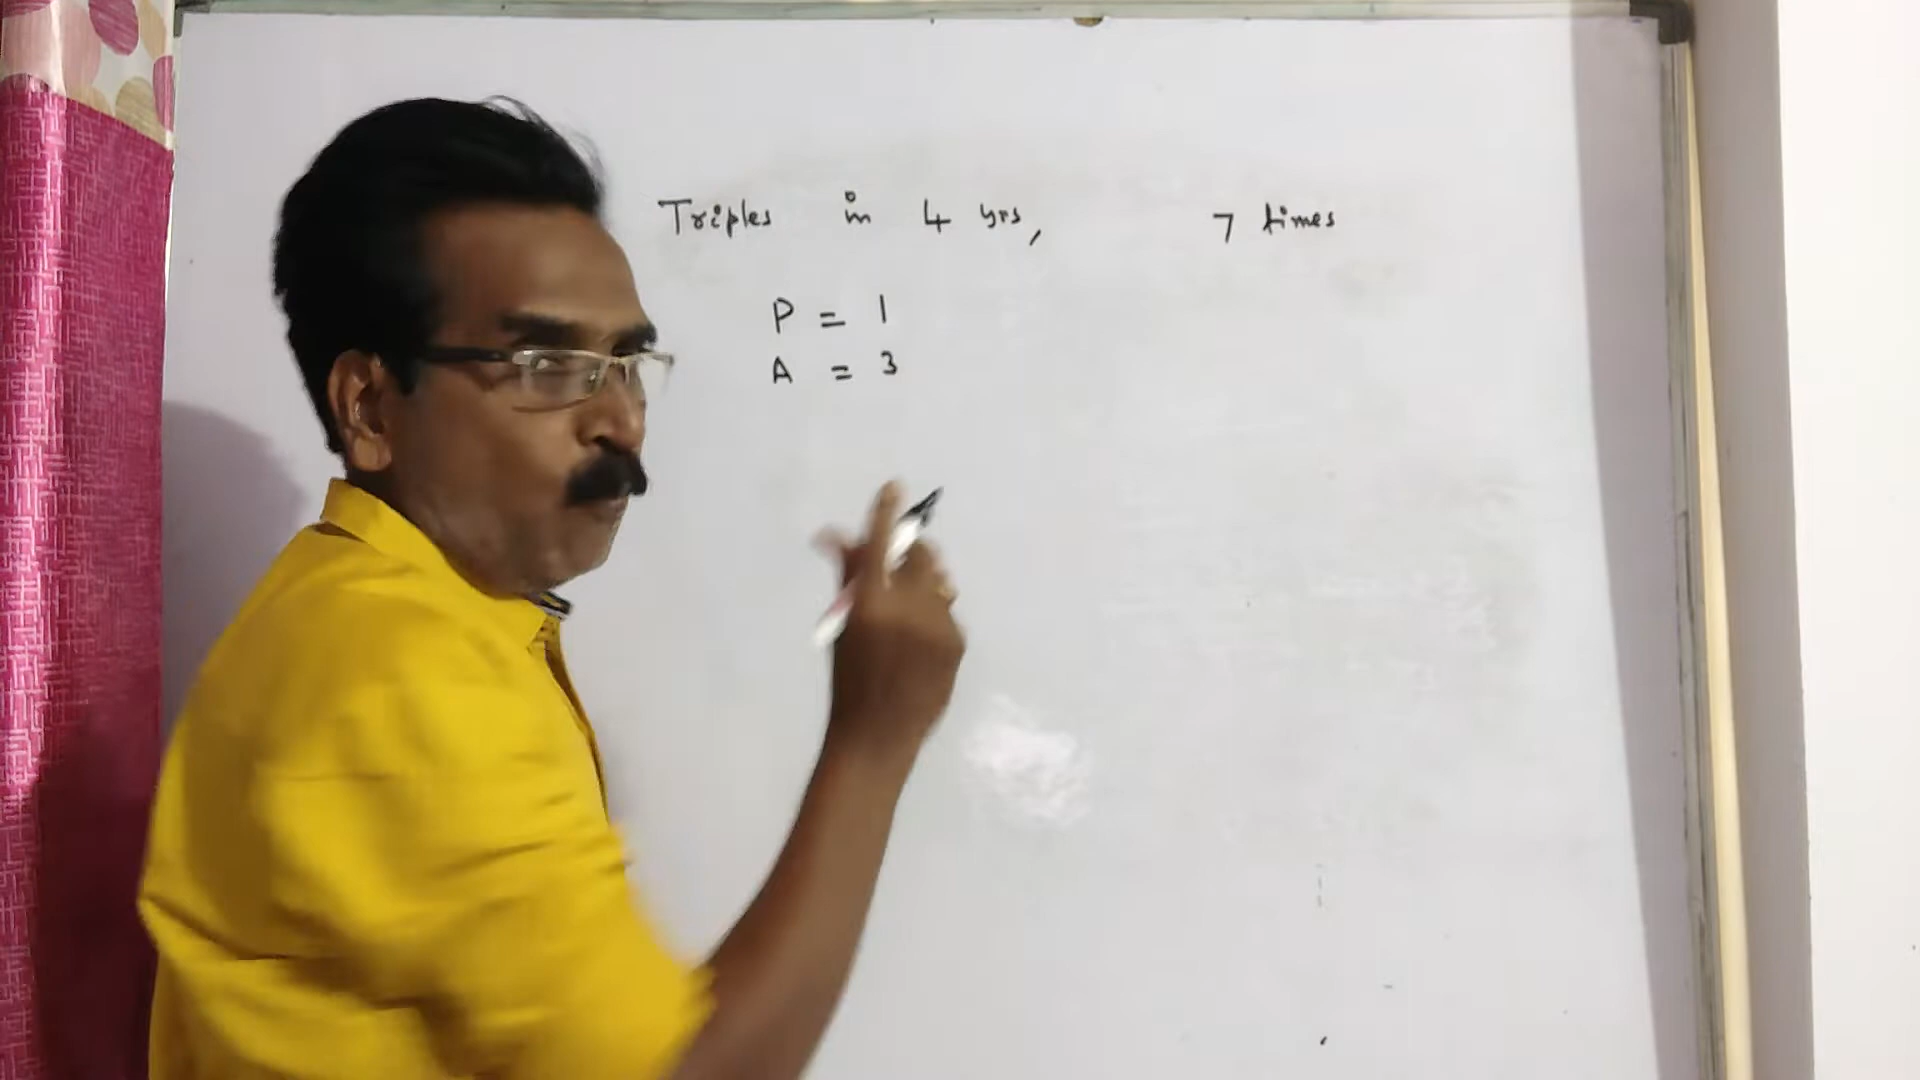 Triples in 4 yrs, 7 times
P = 1
A = 3